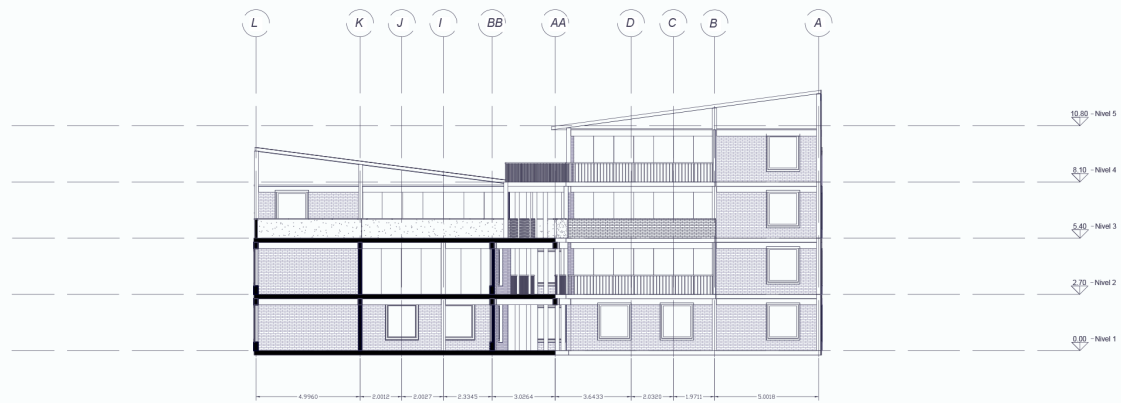 L K J I BB AA D C B A
10.80 Nivel 5
8.10 Nivel 4
5.40 Nivel 3
2.70 Nivel 2
0.00 Nivel 1
4.9960 2.0012 2.0027 2.3345 3.0264 3.6433 2.0320 1.9711 5.0018